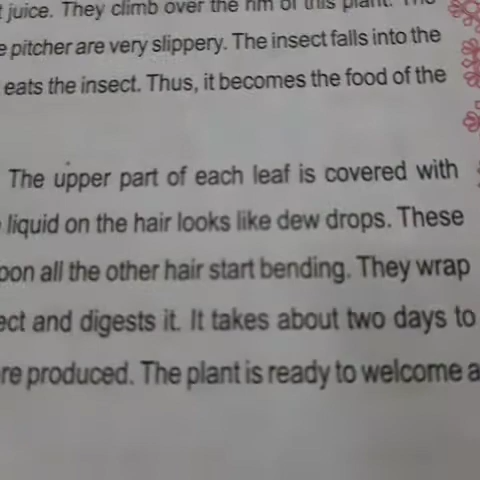 juice. They climb over the rim of this plant. The
pitcher are very slippery. The insect falls into the
eats the insect. Thus, it becomes the food of the
The upper part of each leaf is covered with
liquid on the hair looks like dew drops. These
all the other hair start bending. They wrap
and digests it. It takes about two days to
produced. The plant is ready to welcome a